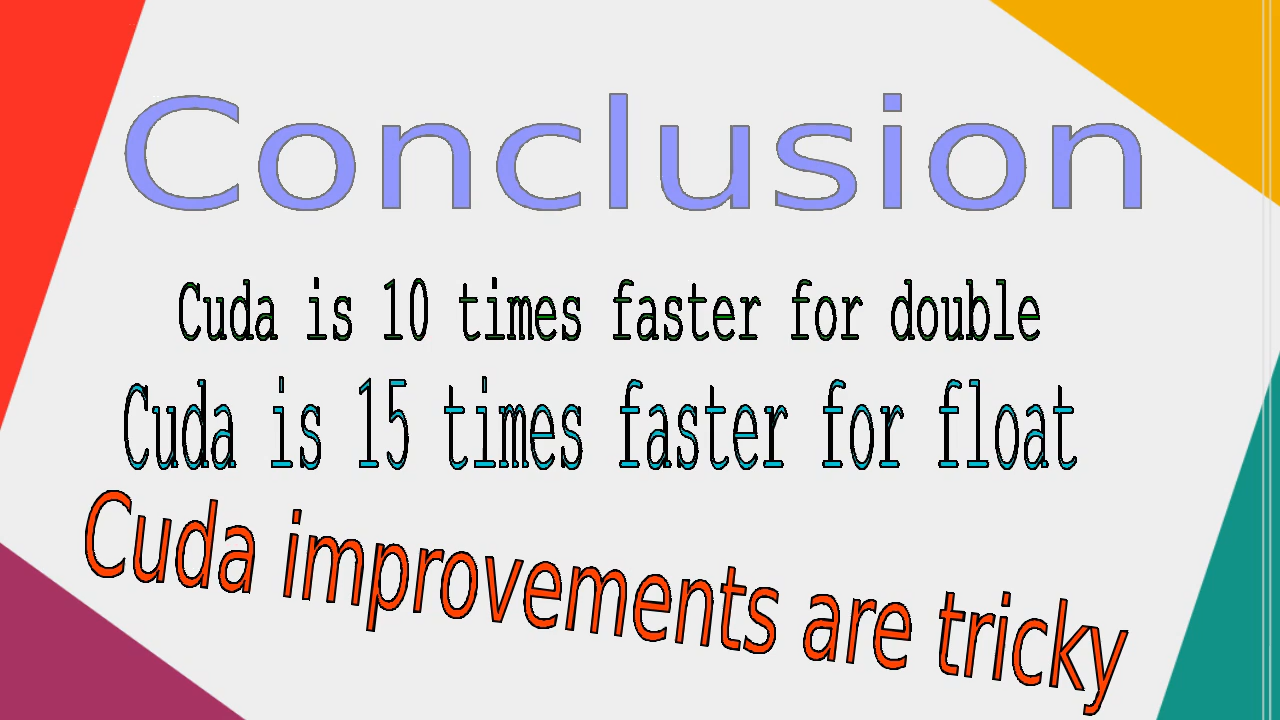 Conclusion
Cuda is 10 times faster for double
Cuda is 15 times faster for float
Cuda improvements are tricky